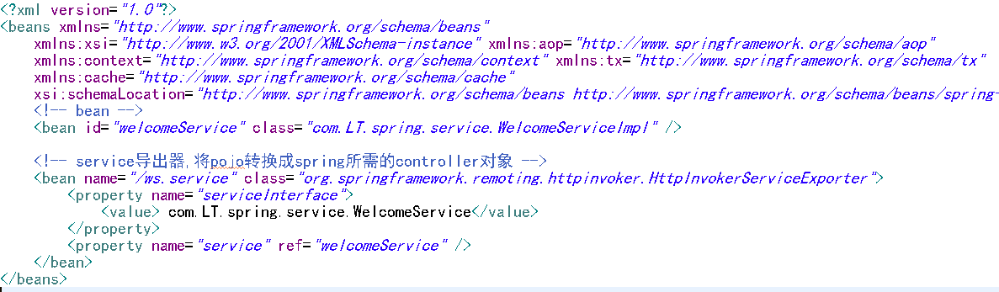 <?xml version="1.0"?>
<beans xmlns="http://www.springframework.org/schema/beans"
    xmlns:xsi="http://www.w3.org/2001/XMLSchema-instance" xmlns:aop="http://www.springframework.org/schema/aop"
    xmlns:context="http://www.springframework.org/schema/context" xmlns:tx="http://www.springframework.org/schema/tx"
    xmlns:cache="http://www.springframework.org/schema/cache"
    xsi:schemaLocation="http://www.springframework.org/schema/beans http://www.springframework.org/schema/beans/spring-
    <!-- bean -->
    <bean id="welcomeService" class="com.LT.spring.service.WelcomeServiceImpl" />

    <!-- service导出器,将pojo转换成spring所需的controller对象 -->
    <bean name="/ws.service" class="org.springframework.remoting.httpinvoker.HttpInvokerServiceExporter">
        <property name="serviceInterface">
            <value> com.LT.spring.service.WelcomeService</value>
        </property>
        <property name="service" ref="welcomeService" />
    </bean>
</beans>